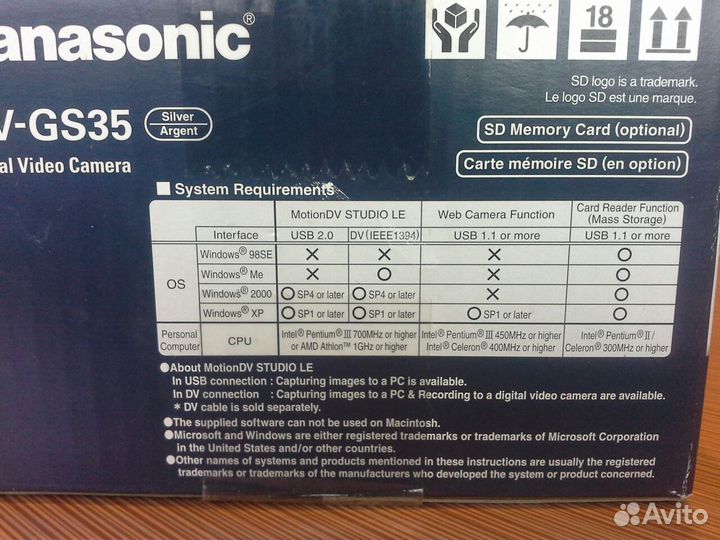 anasonic®
18
SD logo is a trademark.
Le logo SD est une marque.
V-GS35
Silver
Argent
al Video Camera
SD Memory Card (optional)
Carte mémoire SD (en option)
■ System Requirements
MotionDV STUDIO LE Web Camera Function Card Reader Function (Mass Storage)
Interface USB 2.0 DV (IEEE1394) USB 1.1 or more USB 1.1 or more
OS
Windows® 98SE × × × ○
Windows® Me × ○ × ○
Windows® 2000 ○ SP4 or later ○ SP4 or later × ○
Windows® XP ○ SP1 or later ○ SP1 or later ○ SP1 or later ○
Personal Computer CPU
Intel® Pentium® III 700MHz or higher
or AMD Athlon™ 1GHz or higher
Intel® Pentium® III 450MHz or higher
Intel® Celeron® 400MHz or higher
Intel® Pentium® II /
Celeron® 300MHz or higher
●About MotionDV STUDIO LE
In USB connection : Capturing images to a PC is available.
In DV connection : Capturing images to a PC & Recording to a digital video camera are available.
* DV cable is sold separately.
●The supplied software can not be used on Macintosh.
●Microsoft and Windows are either registered trademarks or trademarks of Microsoft Corporation
in the United States and/or other countries.
●Other names of systems and products mentioned in these instructions are usually the registered
trademarks or trademarks of the manufacturers who developed the system or product concerned.
Avito